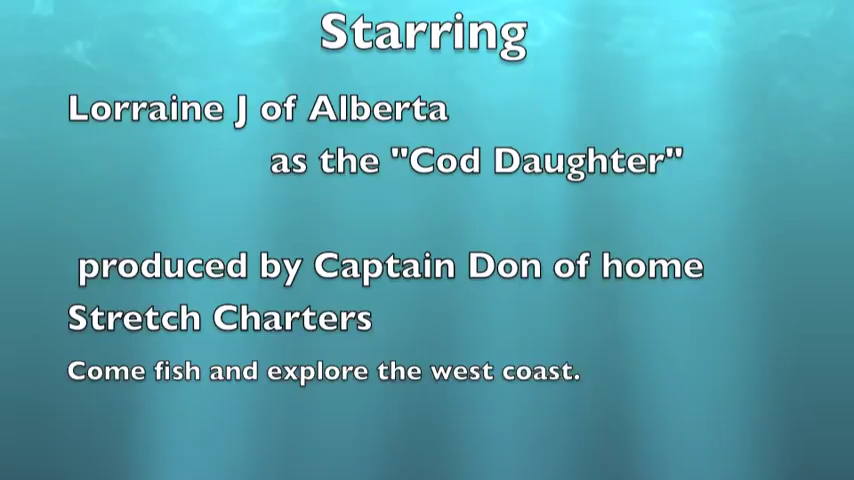 Starring
Lorraine J of Alberta
as the "Cod Daughter"
produced by Captain Don of home
Stretch Charters
Come fish and explore the west coast.